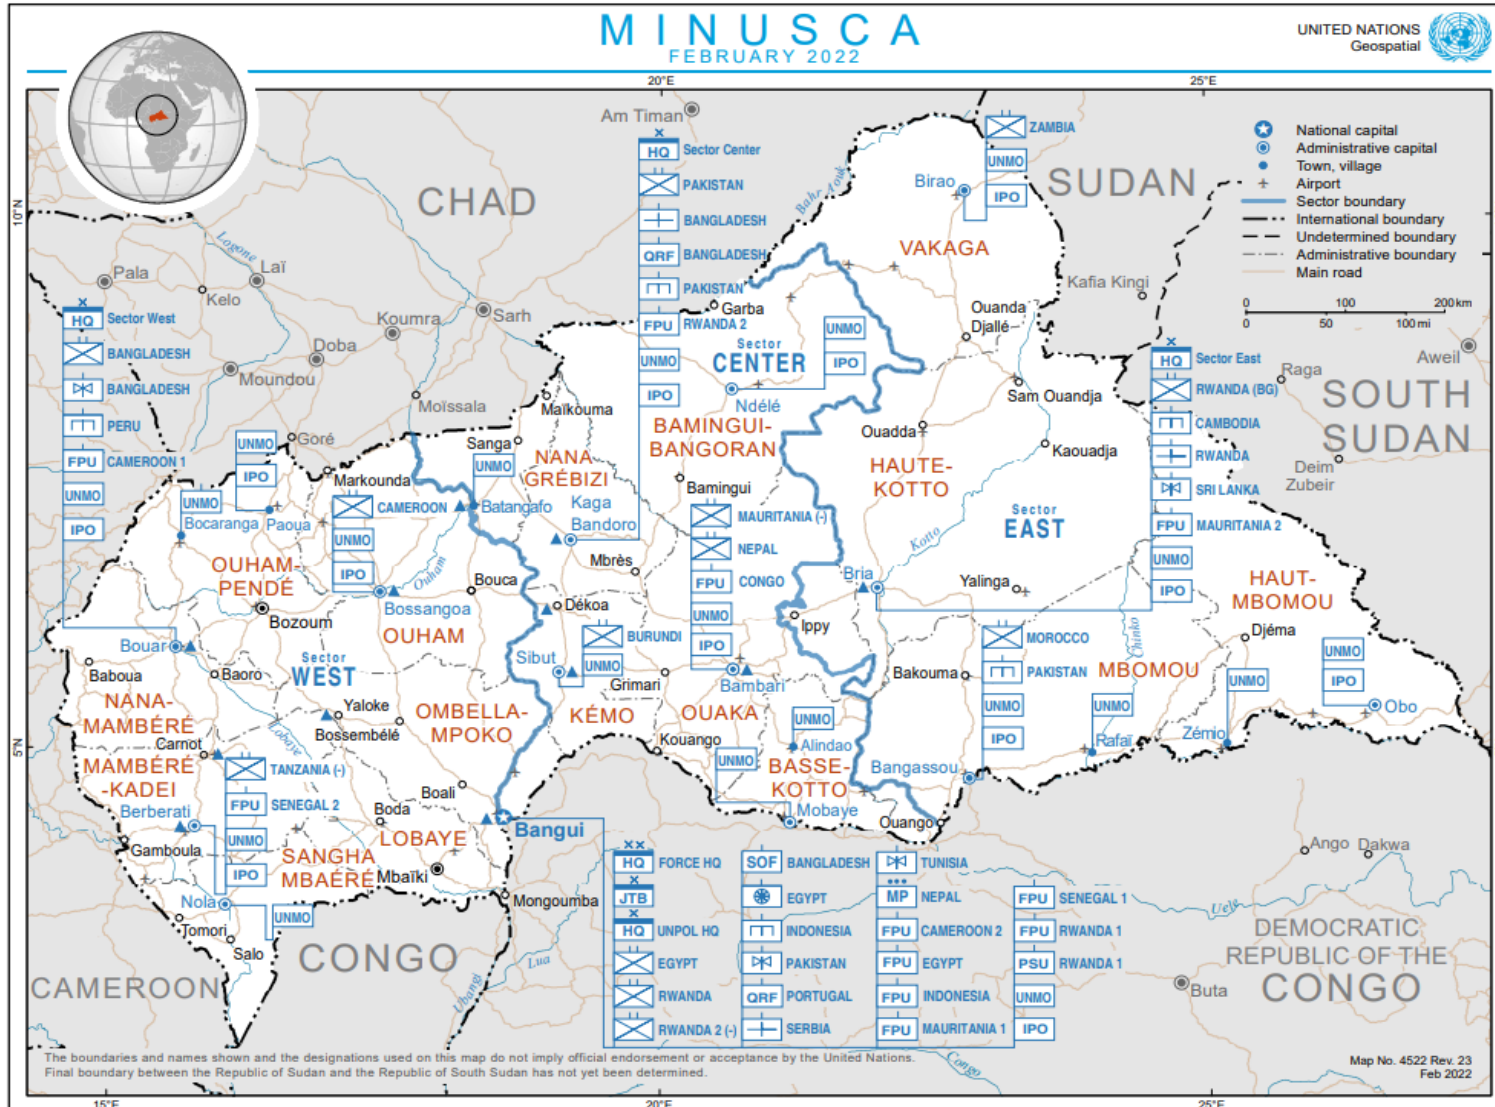 MINUSCA
FEBRUARY 2022
UNITED NATIONS
Geospatial
20°E
25°E
10°N
5°N
15°E
20°E
25°E
National capital
Administrative capital
Town, village
Airport
Sector boundary
International boundary
Undetermined boundary
Administrative boundary
Main road
0 100 200 km
0 50 100 mi
CHAD
SUDAN
SOUTH
SUDAN
DEMOCRATIC
REPUBLIC OF THE
CONGO
CONGO
CAMEROON
Am Timan
Pala
Laï
Kelo
Logone
Koumra
Sarh
Doba
Moundou
Moïssala
Goré
Kafia Kingi
Raga
Aweil
Deim
Zubeir
Ango
Dakwa
Buta
Uele
Congo
Ubangi
Lua
Bahr Aouk
HQ Sector Center
PAKISTAN
BANGLADESH
QRF BANGLADESH
PAKISTAN
FPU RWANDA 2
UNMO
IPO
ZAMBIA
UNMO
IPO
Birao
VAKAGA
Garba
Ouanda
Djallé
Sector
CENTER
UNMO
IPO
Ndélé
BAMINGUI-
BANGORAN
Bamingui
Sam Ouandja
Ouadda
Kaouadja
HAUTE-
KOTTO
Sector
EAST
Kotto
Yalinga
Bria
HQ Sector East
RWANDA (BG)
CAMBODIA
RWANDA
SRI LANKA
FPU MAURITANIA 2
UNMO
IPO
HAUT-
MBOMOU
Djéma
UNMO
IPO
Obo
UNMO
Zémio
MBOMOU
Chinko
UNMO
Rafaï
MOROCCO
PAKISTAN
UNMO
IPO
Bakouma
Bangassou
Ouango
HQ Sector West
BANGLADESH
BANGLADESH
PERU
FPU CAMEROON 1
UNMO
IPO
UNMO
IPO
Paoua
UNMO
Bocaranga
Markounda
CAMEROON
UNMO
IPO
Bossangoa
Ouham
Maïkouma
Sanga
UNMO
Batangafo
NANA
GRÉBIZI
Kaga
Bandoro
Mbrès
Bouca
Dékoa
OUHAM-
PENDÉ
Bozoum
OUHAM
Sector
WEST
Bouar
Baboua
Baoro
NANA-
MAMBÉRÉ
Yaloke
Bossembélé
Lobaye
OMBELLA-
MPOKO
BURUNDI
UNMO
Sibut
KÉMO
Grimari
MAURITANIA (-)
NEPAL
FPU CONGO
UNMO
IPO
Bambari
Ippy
OUAKA
Kouango
UNMO
Alindao
UNMO
Mobaye
BASSE-
KOTTO
Carnot
MAMBÉRÉ
-KADEI
TANZANIA (-)
FPU SENEGAL 2
UNMO
IPO
Berberati
Gamboula
Boali
Boda
LOBAYE
Mbaïki
SANGHA
MBAÉRÉ
Bangui
Mongoumba
Nola
UNMO
Tomori
Salo
HQ FORCE HQ
JTB
HQ UNPOL HQ
EGYPT
RWANDA
RWANDA 2 (-)
SOF BANGLADESH
EGYPT
INDONESIA
PAKISTAN
QRF PORTUGAL
SERBIA
TUNISIA
MP NEPAL
FPU CAMEROON 2
FPU EGYPT
FPU INDONESIA
FPU MAURITANIA 1
FPU SENEGAL 1
FPU RWANDA 1
PSU RWANDA 1
UNMO
IPO
The boundaries and names shown and the designations used on this map do not imply official endorsement or acceptance by the United Nations.
Final boundary between the Republic of Sudan and the Republic of South Sudan has not yet been determined.
Map No. 4522 Rev. 23
Feb 2022